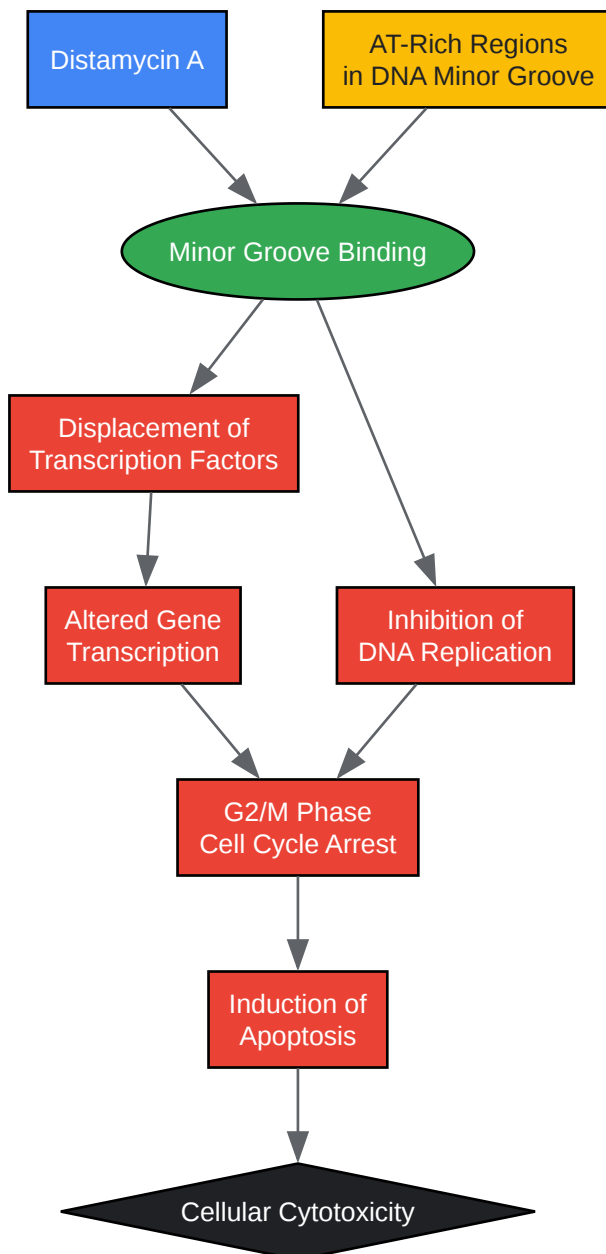 Distamycin A
AT-Rich Regions
in DNA Minor Groove
Minor Groove Binding
Displacement of
Transcription Factors
Altered Gene
Transcription
Inhibition of
DNA Replication
G2/M Phase
Cell Cycle Arrest
Induction of
Apoptosis
Cellular Cytotoxicity